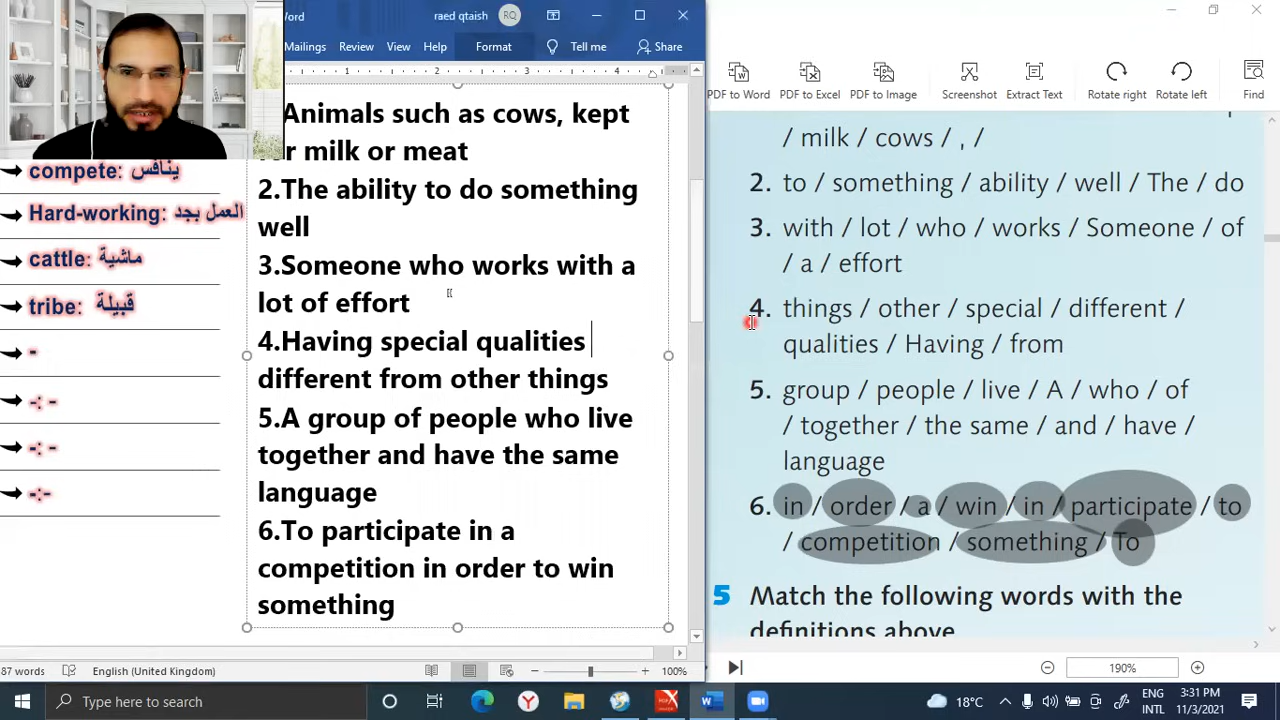 Word
raed qtaish RQ
Mailings Review View Help Format Tell me Share
1 2 3 4
compete: ينافس
Hard-working: العمل بجد
cattle: ماشية
tribe: قبيلة
-
-: -
-: -
-:-
Animals such as cows, kept
milk or meat
2.The ability to do something
well
3.Someone who works with a
lot of effort
4.Having special qualities
different from other things
5.A group of people who live
together and have the same
language
6.To participate in a
competition in order to win
something
87 words English (United Kingdom) 100%
PDF to Word PDF to Excel PDF to Image Screenshot Extract Text Rotate right Rotate left Find
/ milk / cows / , /
2. to / something / ability / well / The / do
3. with / lot / who / works / Someone / of
/ a / effort
4. things / other / special / different /
qualities / Having / from
5. group / people / live / A / who / of
/ together / the same / and / have /
language
6. in / order / a / win / in / participate / to
/ competition / something / To
5 Match the following words with the
definitions above
190%
Type here to search
18°C ENG 3:31 PM
INTL 11/3/2021